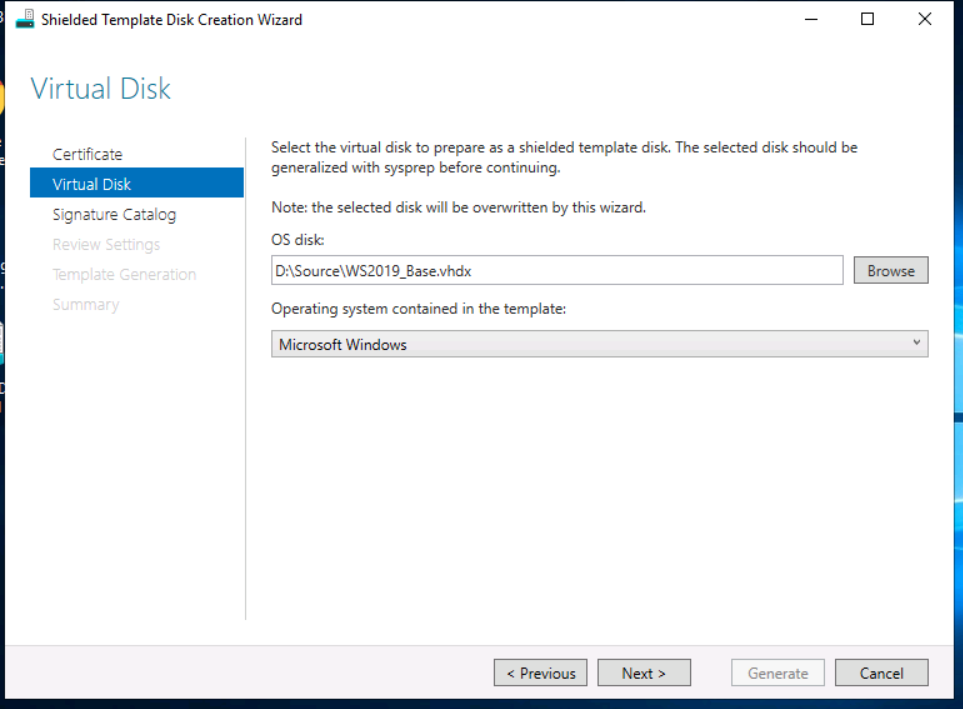 Shielded Template Disk Creation Wizard
Virtual Disk
Certificate
Virtual Disk
Signature Catalog
Review Settings
Template Generation
Summary
Select the virtual disk to prepare as a shielded template disk. The selected disk should be
generalized with sysprep before continuing.
Note: the selected disk will be overwritten by this wizard.
OS disk:
D:\Source\WS2019_Base.vhdx
Browse
Operating system contained in the template:
Microsoft Windows
< Previous
Next >
Generate
Cancel